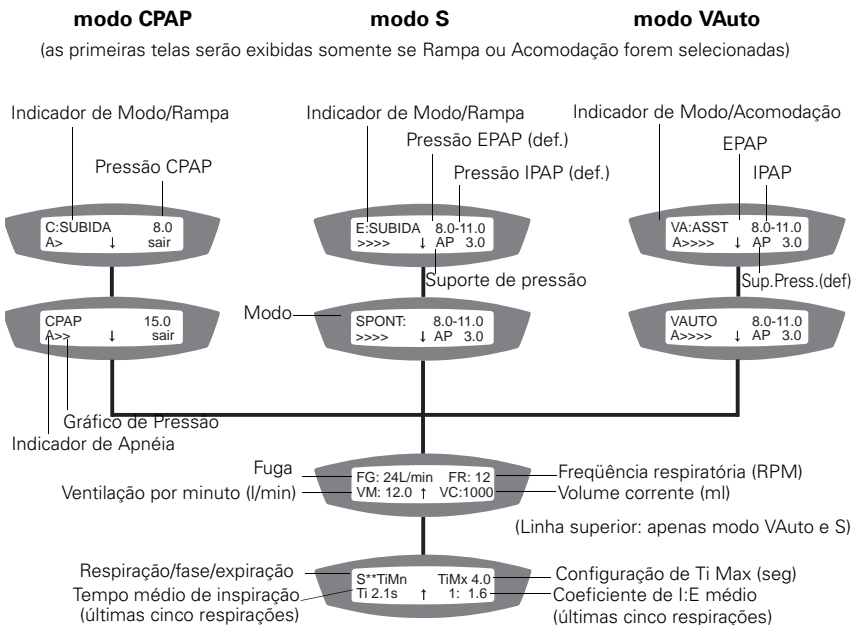 modo CPAP modo S modo VAuto
(as primeiras telas serão exibidas somente se Rampa ou Acomodação forem selecionadas)
Indicador de Modo/Rampa
Pressão CPAP
C:SUBIDA 8.0
A> ↓ sair
CPAP 15.0
A>> ↓ sair
Gráfico de Pressão
Indicador de Apnéia
Indicador de Modo/Rampa
Pressão EPAP (def.)
Pressão IPAP (def.)
E:SUBIDA 8.0-11.0
>>>> ↓ AP 3.0
Suporte de pressão
Modo
SPONT: 8.0-11.0
>>>> ↓ AP 3.0
Indicador de Modo/Acomodação
EPAP
IPAP
VA:ASST 8.0-11.0
A>>>> ↓ AP 3.0
Sup.Press.(def)
VAUTO 8.0-11.0
A>>>> ↓ AP 3.0
Fuga
Ventilação por minuto (l/min)
FG: 24L/min FR: 12
VM: 12.0 ↑ VC:1000
Freqüência respiratória (RPM)
Volume corrente (ml)
(Linha superior: apenas modo VAuto e S)
Respiração/fase/expiração
Tempo médio de inspiração
(últimas cinco respirações)
S**TiMn TiMx 4.0
Ti 2.1s ↑ 1: 1.6
Configuração de Ti Max (seg)
Coeficiente de I:E médio
(últimas cinco respirações)